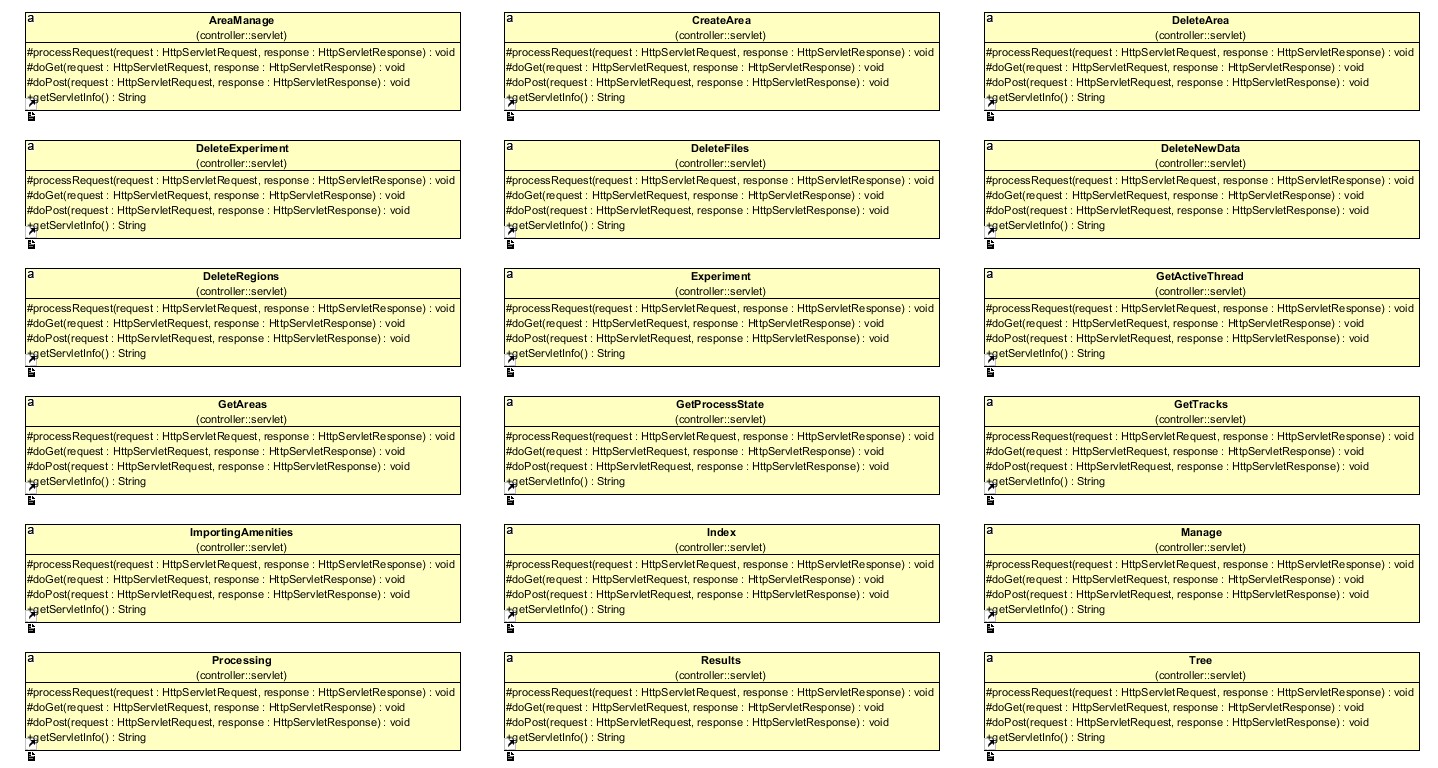 a
AreaManage
(controller::servlet)
#processRequest(request : HttpServletRequest, response : HttpServletResponse) : void
#doGet(request : HttpServletRequest, response : HttpServletResponse) : void
#doPost(request : HttpServletRequest, response : HttpServletResponse) : void
+getServletInfo() : String
a
CreateArea
(controller::servlet)
#processRequest(request : HttpServletRequest, response : HttpServletResponse) : void
#doGet(request : HttpServletRequest, response : HttpServletResponse) : void
#doPost(request : HttpServletRequest, response : HttpServletResponse) : void
+getServletInfo() : String
a
DeleteArea
(controller::servlet)
#processRequest(request : HttpServletRequest, response : HttpServletResponse) : void
#doGet(request : HttpServletRequest, response : HttpServletResponse) : void
#doPost(request : HttpServletRequest, response : HttpServletResponse) : void
+getServletInfo() : String
a
DeleteExperiment
(controller::servlet)
#processRequest(request : HttpServletRequest, response : HttpServletResponse) : void
#doGet(request : HttpServletRequest, response : HttpServletResponse) : void
#doPost(request : HttpServletRequest, response : HttpServletResponse) : void
+getServletInfo() : String
a
DeleteFiles
(controller::servlet)
#processRequest(request : HttpServletRequest, response : HttpServletResponse) : void
#doGet(request : HttpServletRequest, response : HttpServletResponse) : void
#doPost(request : HttpServletRequest, response : HttpServletResponse) : void
+getServletInfo() : String
a
DeleteNewData
(controller::servlet)
#processRequest(request : HttpServletRequest, response : HttpServletResponse) : void
#doGet(request : HttpServletRequest, response : HttpServletResponse) : void
#doPost(request : HttpServletRequest, response : HttpServletResponse) : void
+getServletInfo() : String
a
DeleteRegions
(controller::servlet)
#processRequest(request : HttpServletRequest, response : HttpServletResponse) : void
#doGet(request : HttpServletRequest, response : HttpServletResponse) : void
#doPost(request : HttpServletRequest, response : HttpServletResponse) : void
+getServletInfo() : String
a
Experiment
(controller::servlet)
#processRequest(request : HttpServletRequest, response : HttpServletResponse) : void
#doGet(request : HttpServletRequest, response : HttpServletResponse) : void
#doPost(request : HttpServletRequest, response : HttpServletResponse) : void
+getServletInfo() : String
a
GetActiveThread
(controller::servlet)
#processRequest(request : HttpServletRequest, response : HttpServletResponse) : void
#doGet(request : HttpServletRequest, response : HttpServletResponse) : void
#doPost(request : HttpServletRequest, response : HttpServletResponse) : void
+getServletInfo() : String
a
GetAreas
(controller::servlet)
#processRequest(request : HttpServletRequest, response : HttpServletResponse) : void
#doGet(request : HttpServletRequest, response : HttpServletResponse) : void
#doPost(request : HttpServletRequest, response : HttpServletResponse) : void
+getServletInfo() : String
a
GetProcessState
(controller::servlet)
#processRequest(request : HttpServletRequest, response : HttpServletResponse) : void
#doGet(request : HttpServletRequest, response : HttpServletResponse) : void
#doPost(request : HttpServletRequest, response : HttpServletResponse) : void
+getServletInfo() : String
a
GetTracks
(controller::servlet)
#processRequest(request : HttpServletRequest, response : HttpServletResponse) : void
#doGet(request : HttpServletRequest, response : HttpServletResponse) : void
#doPost(request : HttpServletRequest, response : HttpServletResponse) : void
+getServletInfo() : String
a
ImportingAmenities
(controller::servlet)
#processRequest(request : HttpServletRequest, response : HttpServletResponse) : void
#doGet(request : HttpServletRequest, response : HttpServletResponse) : void
#doPost(request : HttpServletRequest, response : HttpServletResponse) : void
+getServletInfo() : String
a
Index
(controller::servlet)
#processRequest(request : HttpServletRequest, response : HttpServletResponse) : void
#doGet(request : HttpServletRequest, response : HttpServletResponse) : void
#doPost(request : HttpServletRequest, response : HttpServletResponse) : void
+getServletInfo() : String
a
Manage
(controller::servlet)
#processRequest(request : HttpServletRequest, response : HttpServletResponse) : void
#doGet(request : HttpServletRequest, response : HttpServletResponse) : void
#doPost(request : HttpServletRequest, response : HttpServletResponse) : void
+getServletInfo() : String
a
Processing
(controller::servlet)
#processRequest(request : HttpServletRequest, response : HttpServletResponse) : void
#doGet(request : HttpServletRequest, response : HttpServletResponse) : void
#doPost(request : HttpServletRequest, response : HttpServletResponse) : void
+getServletInfo() : String
a
Results
(controller::servlet)
#processRequest(request : HttpServletRequest, response : HttpServletResponse) : void
#doGet(request : HttpServletRequest, response : HttpServletResponse) : void
#doPost(request : HttpServletRequest, response : HttpServletResponse) : void
+getServletInfo() : String
a
Tree
(controller::servlet)
#processRequest(request : HttpServletRequest, response : HttpServletResponse) : void
#doGet(request : HttpServletRequest, response : HttpServletResponse) : void
#doPost(request : HttpServletRequest, response : HttpServletResponse) : void
+getServletInfo() : String